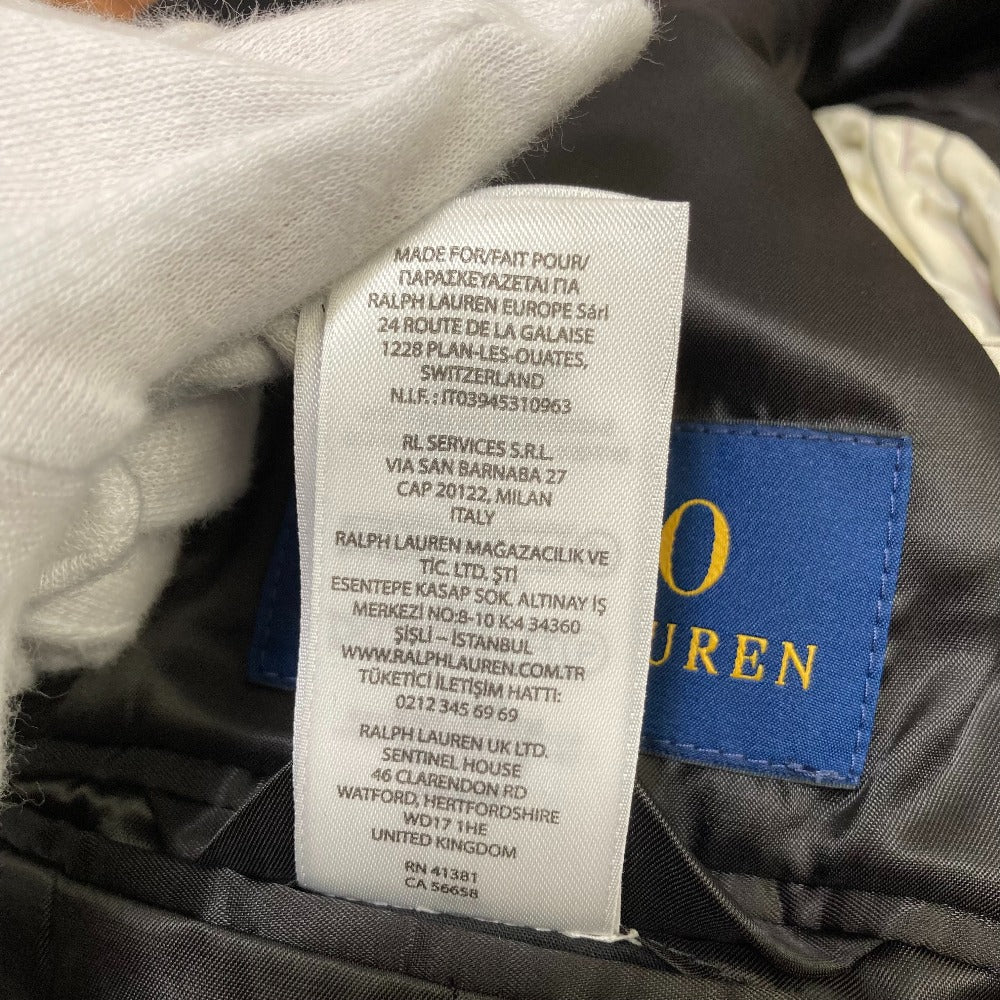 MADE FOR/FAIT POUR/
ΠΑΡΑΣΚΕΥΑΖΕΤΑΙ ΓΙΑ
RALPH LAUREN EUROPE Sárl
24 ROUTE DE LA GALAISE
1228 PLAN-LES-OUATES,
SWITZERLAND
N.I.F. : IT03945310963
RL SERVICES S.R.L.
VIA SAN BARNABA 27
CAP 20122, MILAN
ITALY
RALPH LAUREN MAĞAZACILIK VE
TİC. LTD. ŞTİ
ESENTEPE KASAP SOK. ALTINAY İŞ
MERKEZİ NO:8-10 K:4 34360
ŞİŞLİ – İSTANBUL
WWW.RALPHLAUREN.COM.TR
TÜKETİCİ İLETİŞİM HATTI:
0212 345 69 69
RALPH LAUREN UK LTD.
SENTINEL HOUSE
46 CLARENDON RD
WATFORD, HERTFORDSHIRE
WD17 1HE
UNITED KINGDOM
RN 41381
CA 56658
O
UREN